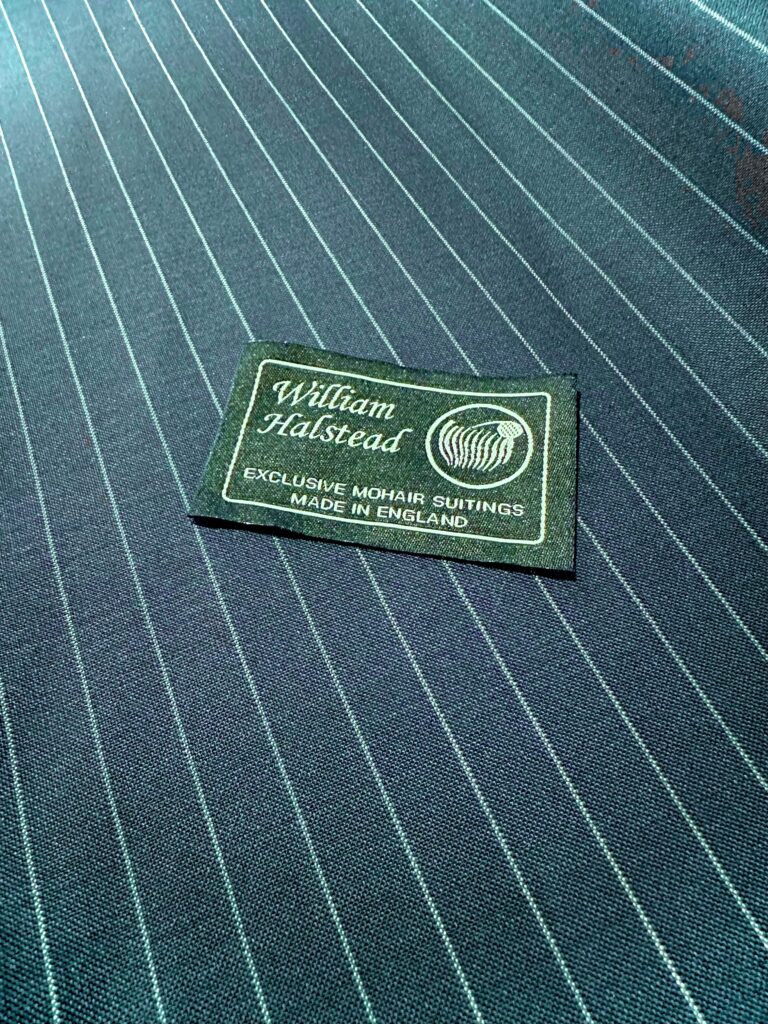 William
Halstead
EXCLUSIVE MOHAIR SUITINGS
MADE IN ENGLAND